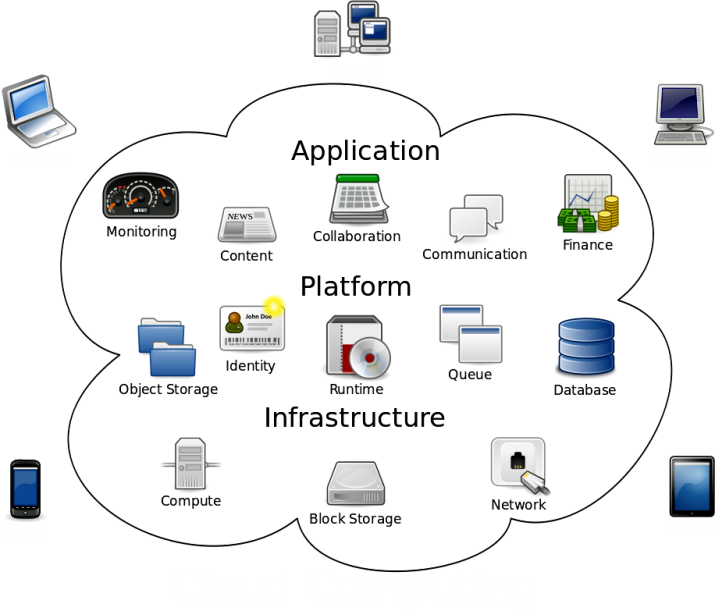 Application
Monitoring
NEWS
Content
Collaboration
Communication
Finance
Platform
John Doe
Object Storage
Identity
Runtime
Queue
Database
Infrastructure
Compute
Block Storage
Network